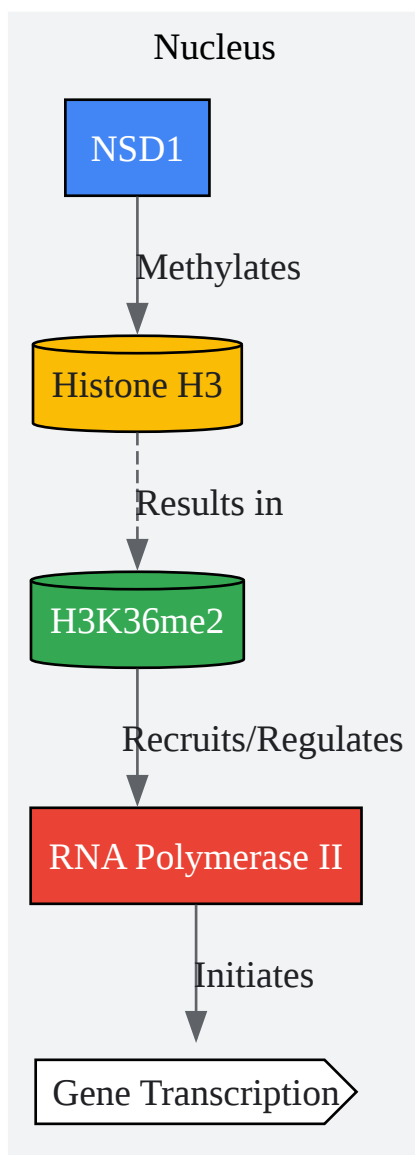 Nucleus
NSD1
Methylates
Histone H3
Results in
H3K36me2
Recruits/Regulates
RNA Polymerase II
Initiates
Gene Transcription